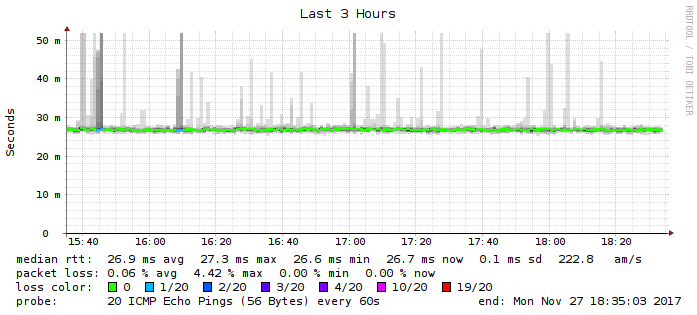 Last 3 Hours
RRDTOOL / TOBI OETIKER
Seconds
50 m
40 m
30 m
20 m
10 m
0
15:40 16:00 16:20 16:40 17:00 17:20 17:40 18:00 18:20
median rtt: 26.9 ms avg 27.3 ms max 26.6 ms min 26.7 ms now 0.1 ms sd 222.8 am/s
packet loss: 0.06 % avg 4.42 % max 0.00 % min 0.00 % now
loss color: 0 1/20 2/20 3/20 4/20 10/20 19/20
probe: 20 ICMP Echo Pings (56 Bytes) every 60s end: Mon Nov 27 18:35:03 2017